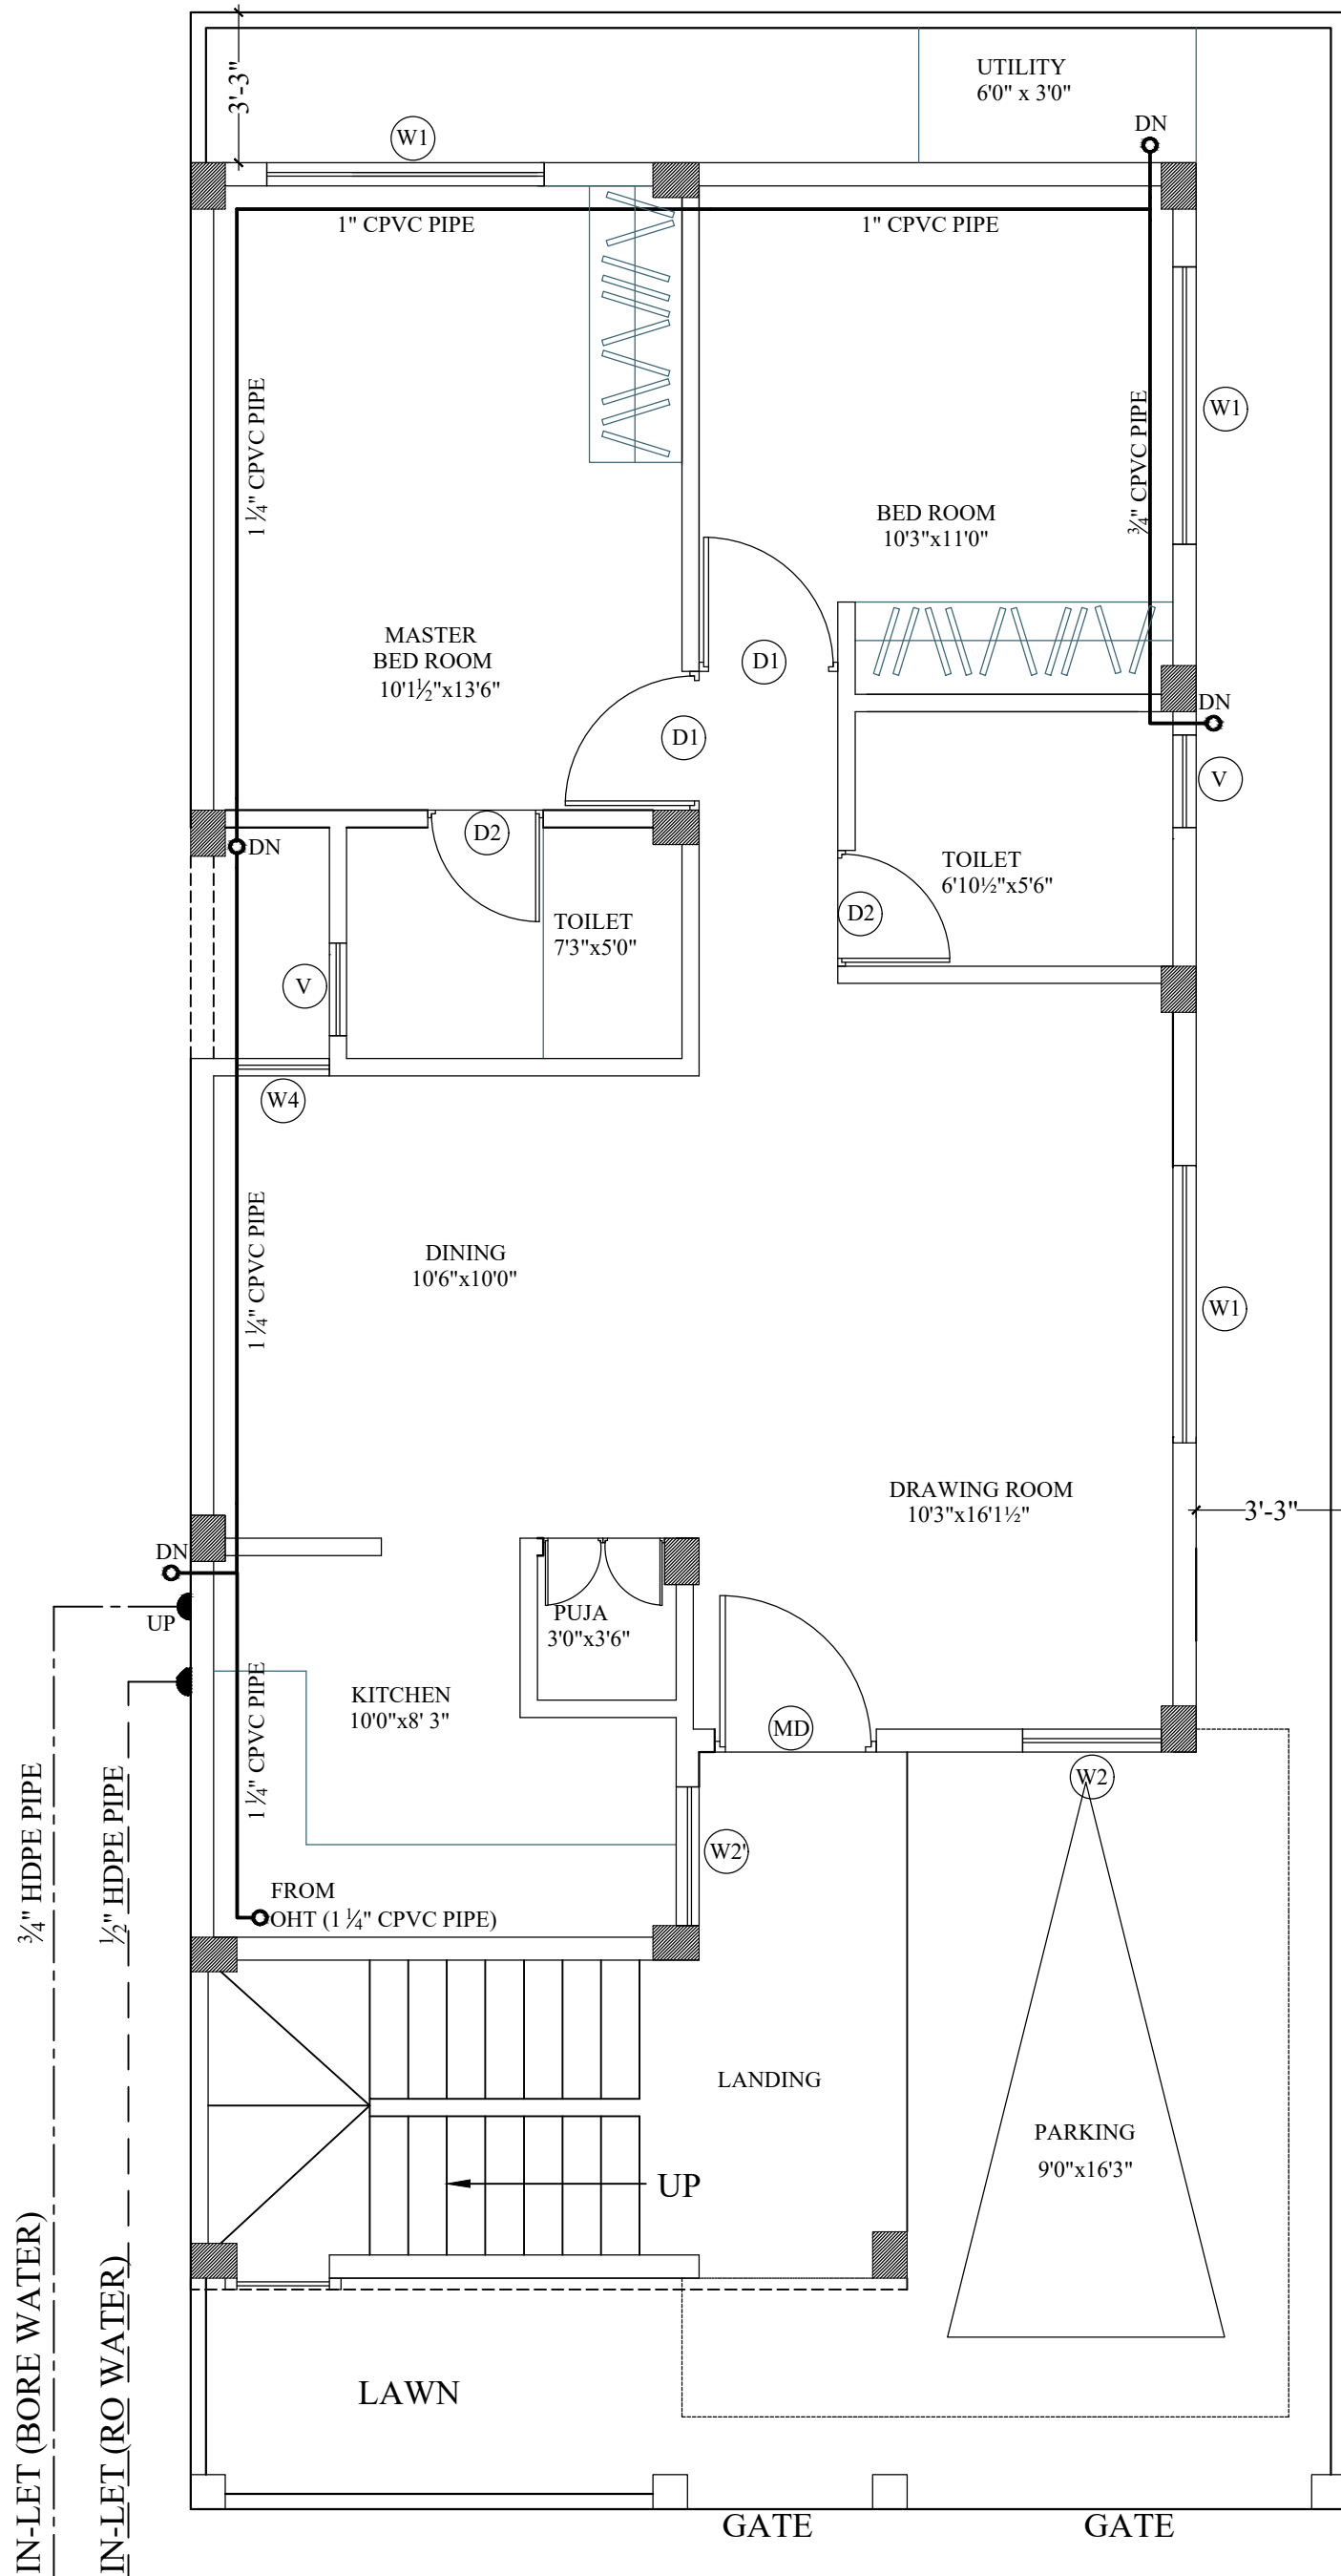 UTILITY
6'0" x 3'0"
3'-3"
DN
W1
1" CPVC PIPE
1" CPVC PIPE
1 ¼" CPVC PIPE
¾" CPVC PIPE
W1
BED ROOM
10'3"x11'0"
MASTER
BED ROOM
10'1½"x13'6"
D1
D1
DN
V
D2
DN
TOILET
6'10½"x5'6"
D2
TOILET
7'3"x5'0"
V
W4
1 ¼" CPVC PIPE
DINING
10'6"x10'0"
W1
DRAWING ROOM
10'3"x16'1½"
3'-3"
DN
UP
PUJA
3'0"x3'6"
KITCHEN
10'0"x8' 3"
1 ¼" CPVC PIPE
MD
W2
W2'
¾" HDPE PIPE
½" HDPE PIPE
FROM
OHT (1 ¼" CPVC PIPE)
LANDING
PARKING
9'0"x16'3"
UP
IN-LET (BORE WATER)
IN-LET (RO WATER)
LAWN
GATE
GATE